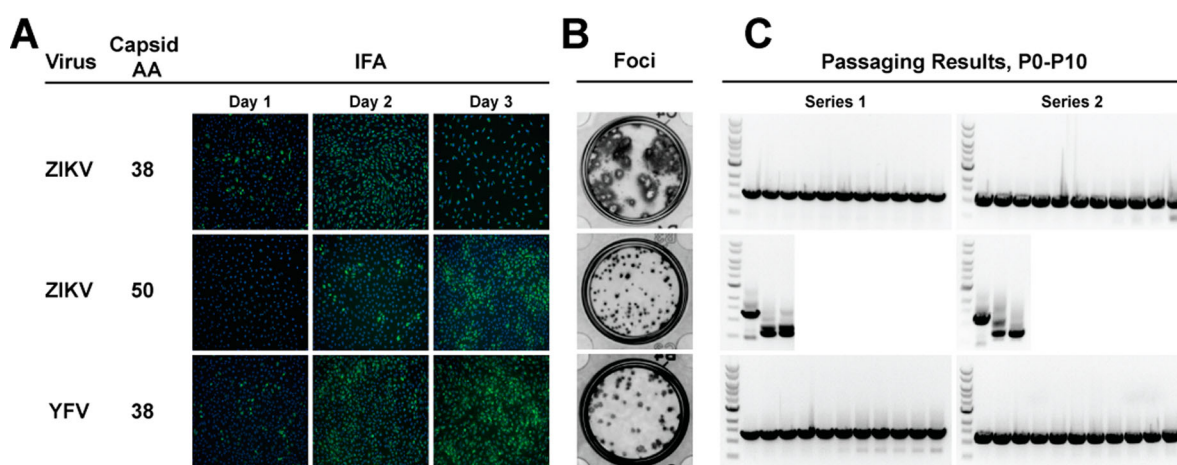 A
B
C
Virus
Capsid
AA
IFA
Foci
Passaging Results, P0-P10
Day 1
Day 2
Day 3
Series 1
Series 2
ZIKV 38
ZIKV 50
YFV 38